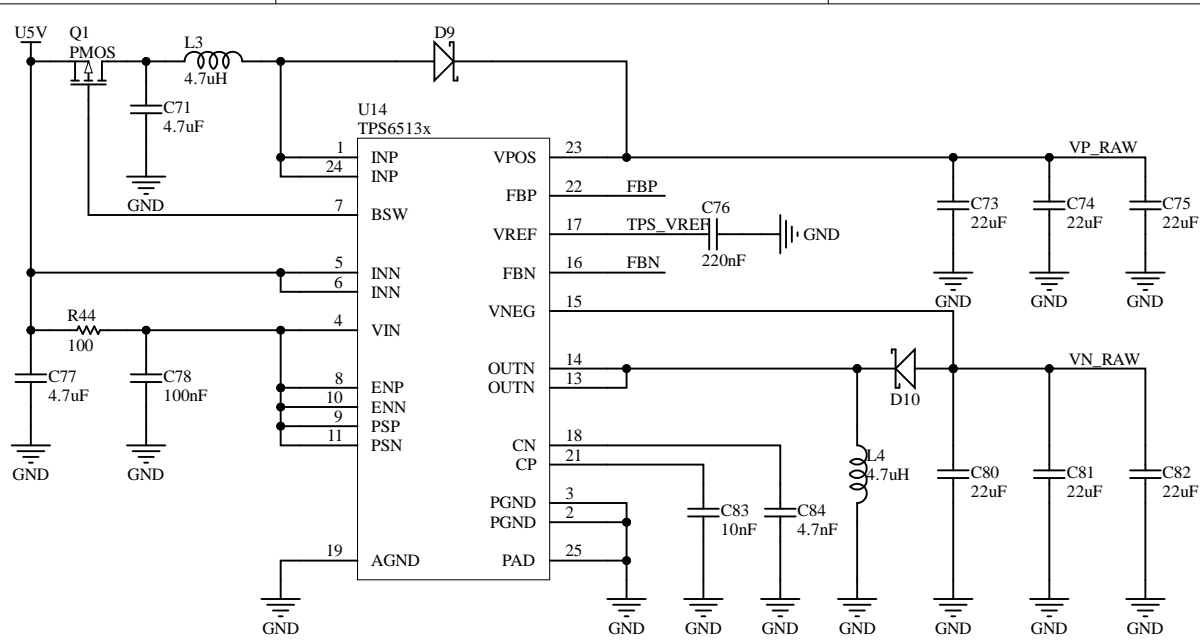 U5V
Q1
PMOS
L3
4.7uH
D9
C71
4.7uF
GND
U14
TPS6513x
1 INP
24 INP
7 BSW
5 INN
6 INN
4 VIN
8 ENP
10 ENN
9 PSP
11 PSN
19 AGND
VPOS 23
FBP 22 FBP
VREF 17 TPS_VREF
FBN 16 FBN
VNEG 15
OUTN 14
OUTN 13
CN 18
CP 21
PGND 3
PGND 2
PAD 25
C76
220nF
GND
VP_RAW
C73
22uF
C74
22uF
C75
22uF
GND
GND
GND
R44
100
C77
4.7uF
C78
100nF
GND
GND
VN_RAW
D10
L4
4.7uH
C80
22uF
C81
22uF
C82
22uF
C83
10nF
C84
4.7nF
GND
GND
GND
GND
GND
GND
GND
GND